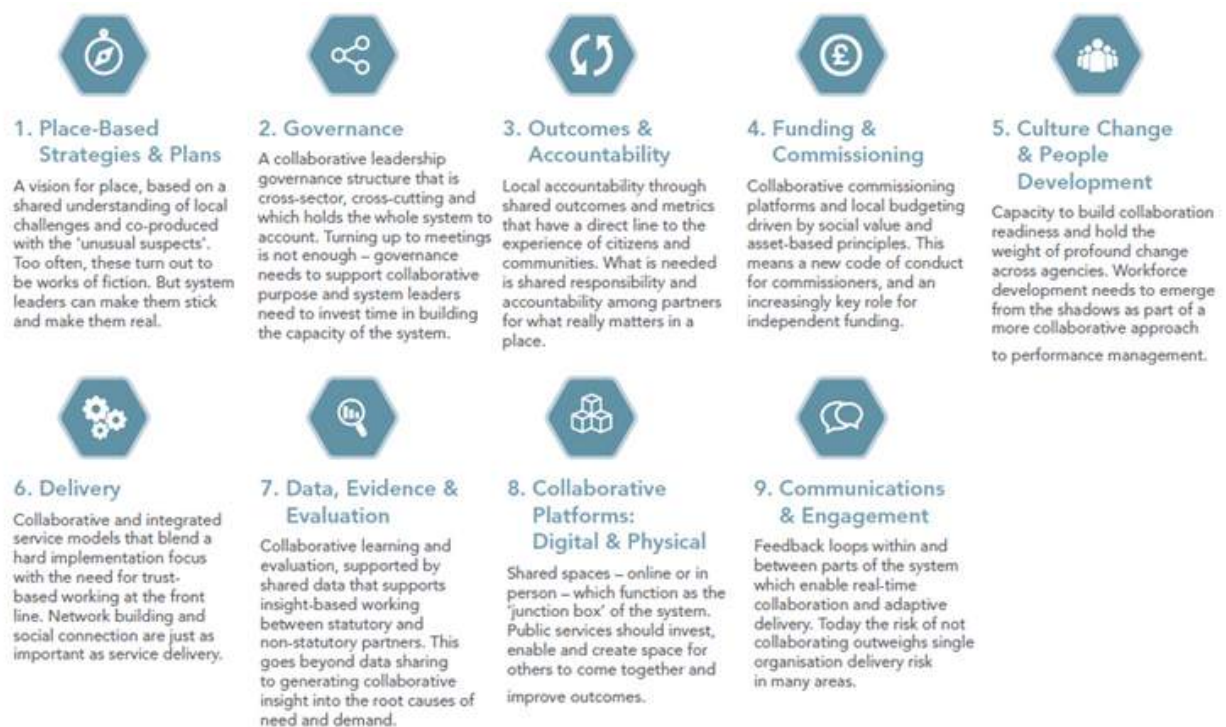 1. Place-Based
Strategies & Plans
A vision for place, based on a
shared understanding of local
challenges and co-produced
with the 'unusual suspects'.
Too often, these turn out to
be works of fiction. But system
leaders can make them stick
and make them real.
2. Governance
A collaborative leadership
governance structure that is
cross-sector, cross-cutting and
which holds the whole system to
account. Turning up to meetings
is not enough – governance
needs to support collaborative
purpose and system leaders
need to invest time in building
the capacity of the system.
3. Outcomes &
Accountability
Local accountability through
shared outcomes and metrics
that have a direct line to the
experience of citizens and
communities. What is needed
is shared responsibility and
accountability among partners
for what really matters in a
place.
£
4. Funding &
Commissioning
Collaborative commissioning
platforms and local budgeting
driven by social value and
asset-based principles. This
means a new code of conduct
for commissioners, and an
increasingly key role for
independent funding.
5. Culture Change
& People
Development
Capacity to build collaboration
readiness and hold the
weight of profound change
across agencies. Workforce
development needs to emerge
from the shadows as part of a
more collaborative approach
to performance management.
6. Delivery
Collaborative and integrated
service models that blend a
hard implementation focus
with the need for trust-
based working at the front
line. Network building and
social connection are just as
important as service delivery.
7. Data, Evidence &
Evaluation
Collaborative learning and
evaluation, supported by
shared data that supports
insight-based working
between statutory and
non-statutory partners. This
goes beyond data sharing
to generating collaborative
insight into the root causes of
need and demand.
8. Collaborative
Platforms:
Digital & Physical
Shared spaces – online or in
person – which function as the
'junction box' of the system.
Public services should invest,
enable and create space for
others to come together and
improve outcomes.
9. Communications
& Engagement
Feedback loops within and
between parts of the system
which enable real-time
collaboration and adaptive
delivery. Today the risk of not
collaborating outweighs single
organisation delivery risk
in many areas.